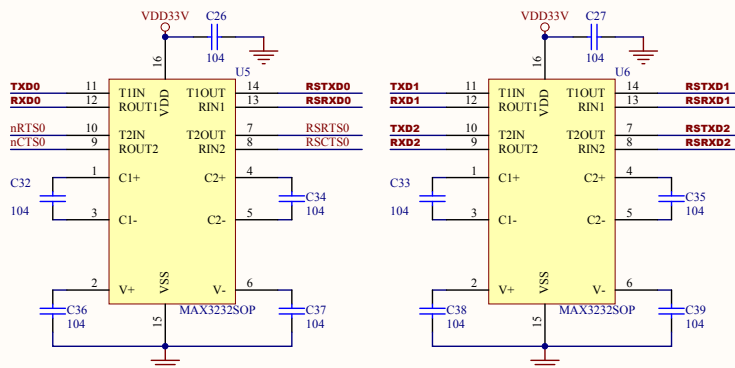 VDD33V
C26
104
16
U5
TXD0 11 T1IN VDD T1OUT 14 RSTXD0
RXD0 12 ROUT1 RIN1 13 RSRXD0
nRTS0 10 T2IN T2OUT 7 RSRTS0
nCTS0 9 ROUT2 RIN2 8 RSCTS0
C32 1 C1+ C2+ 4
C34
104 3 C1- C2- 5 104
2 V+ VSS V- 6
C36 MAX3232SOP C37
104 15 104
VDD33V
C27
104
16
U6
TXD1 11 T1IN VDD T1OUT 14 RSTXD1
RXD1 12 ROUT1 RIN1 13 RSRXD1
TXD2 10 T2IN T2OUT 7 RSTXD2
RXD2 9 ROUT2 RIN2 8 RSRXD2
C33 1 C1+ C2+ 4
C35
104 3 C1- C2- 5 104
2 V+ VSS V- 6
C38 MAX3232SOP C39
104 15 104